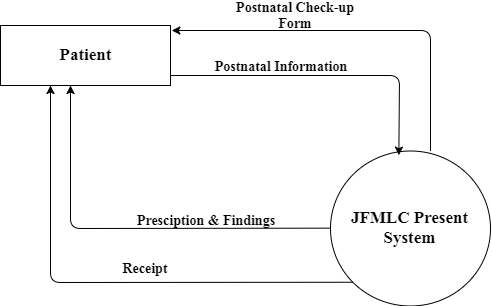 Postnatal Check-up
Form
Patient
Postnatal Information
JFMLC Present
System
Presciption & Findings
Receipt